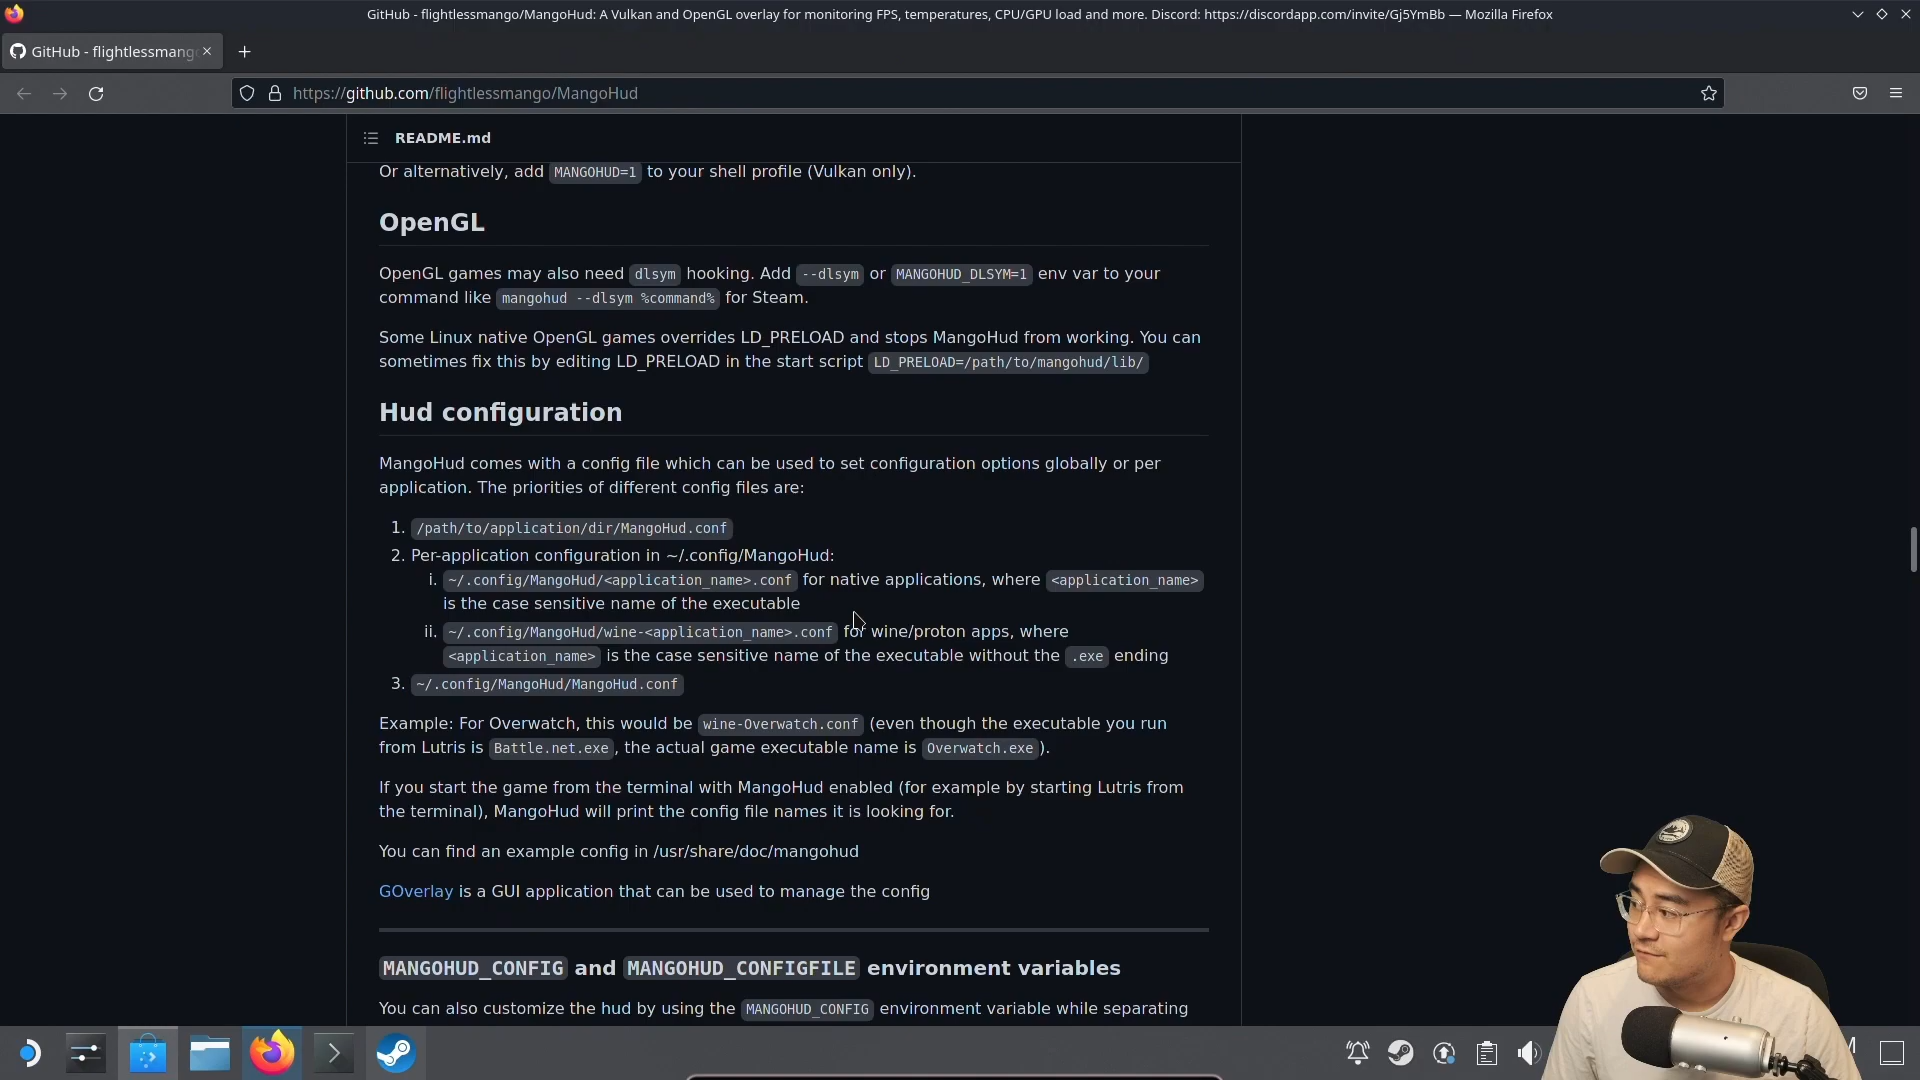 GitHub - flightlessmango/MangoHud: A Vulkan and OpenGL overlay for monitoring FPS, temperatures, CPU/GPU load and more. Discord: https://discordapp.com/invite/Gj5YmBb — Mozilla Firefox
GitHub - flightlessmang
https://github.com/flightlessmango/MangoHud
README.md
Or alternatively, add MANGOHUD=1 to your shell profile (Vulkan only).
OpenGL
OpenGL games may also need dlsym hooking. Add --dlsym or MANGOHUD_DLSYM=1 env var to your
command like mangohud --dlsym %command% for Steam.
Some Linux native OpenGL games overrides LD_PRELOAD and stops MangoHud from working. You can
sometimes fix this by editing LD_PRELOAD in the start script LD_PRELOAD=/path/to/mangohud/lib/
Hud configuration
MangoHud comes with a config file which can be used to set configuration options globally or per
application. The priorities of different config files are:
1. /path/to/application/dir/MangoHud.conf
2. Per-application configuration in ~/.config/MangoHud:
i. ~/.config/MangoHud/<application_name>.conf for native applications, where <application_name>
is the case sensitive name of the executable
ii. ~/.config/MangoHud/wine-<application_name>.conf for wine/proton apps, where
<application_name> is the case sensitive name of the executable without the .exe ending
3. ~/.config/MangoHud/MangoHud.conf
Example: For Overwatch, this would be wine-Overwatch.conf (even though the executable you run
from Lutris is Battle.net.exe, the actual game executable name is Overwatch.exe).
If you start the game from the terminal with MangoHud enabled (for example by starting Lutris from
the terminal), MangoHud will print the config file names it is looking for.
You can find an example config in /usr/share/doc/mangohud
GOverlay is a GUI application that can be used to manage the config
MANGOHUD_CONFIG and MANGOHUD_CONFIGFILE environment variables
You can also customize the hud by using the MANGOHUD_CONFIG environment variable while separating